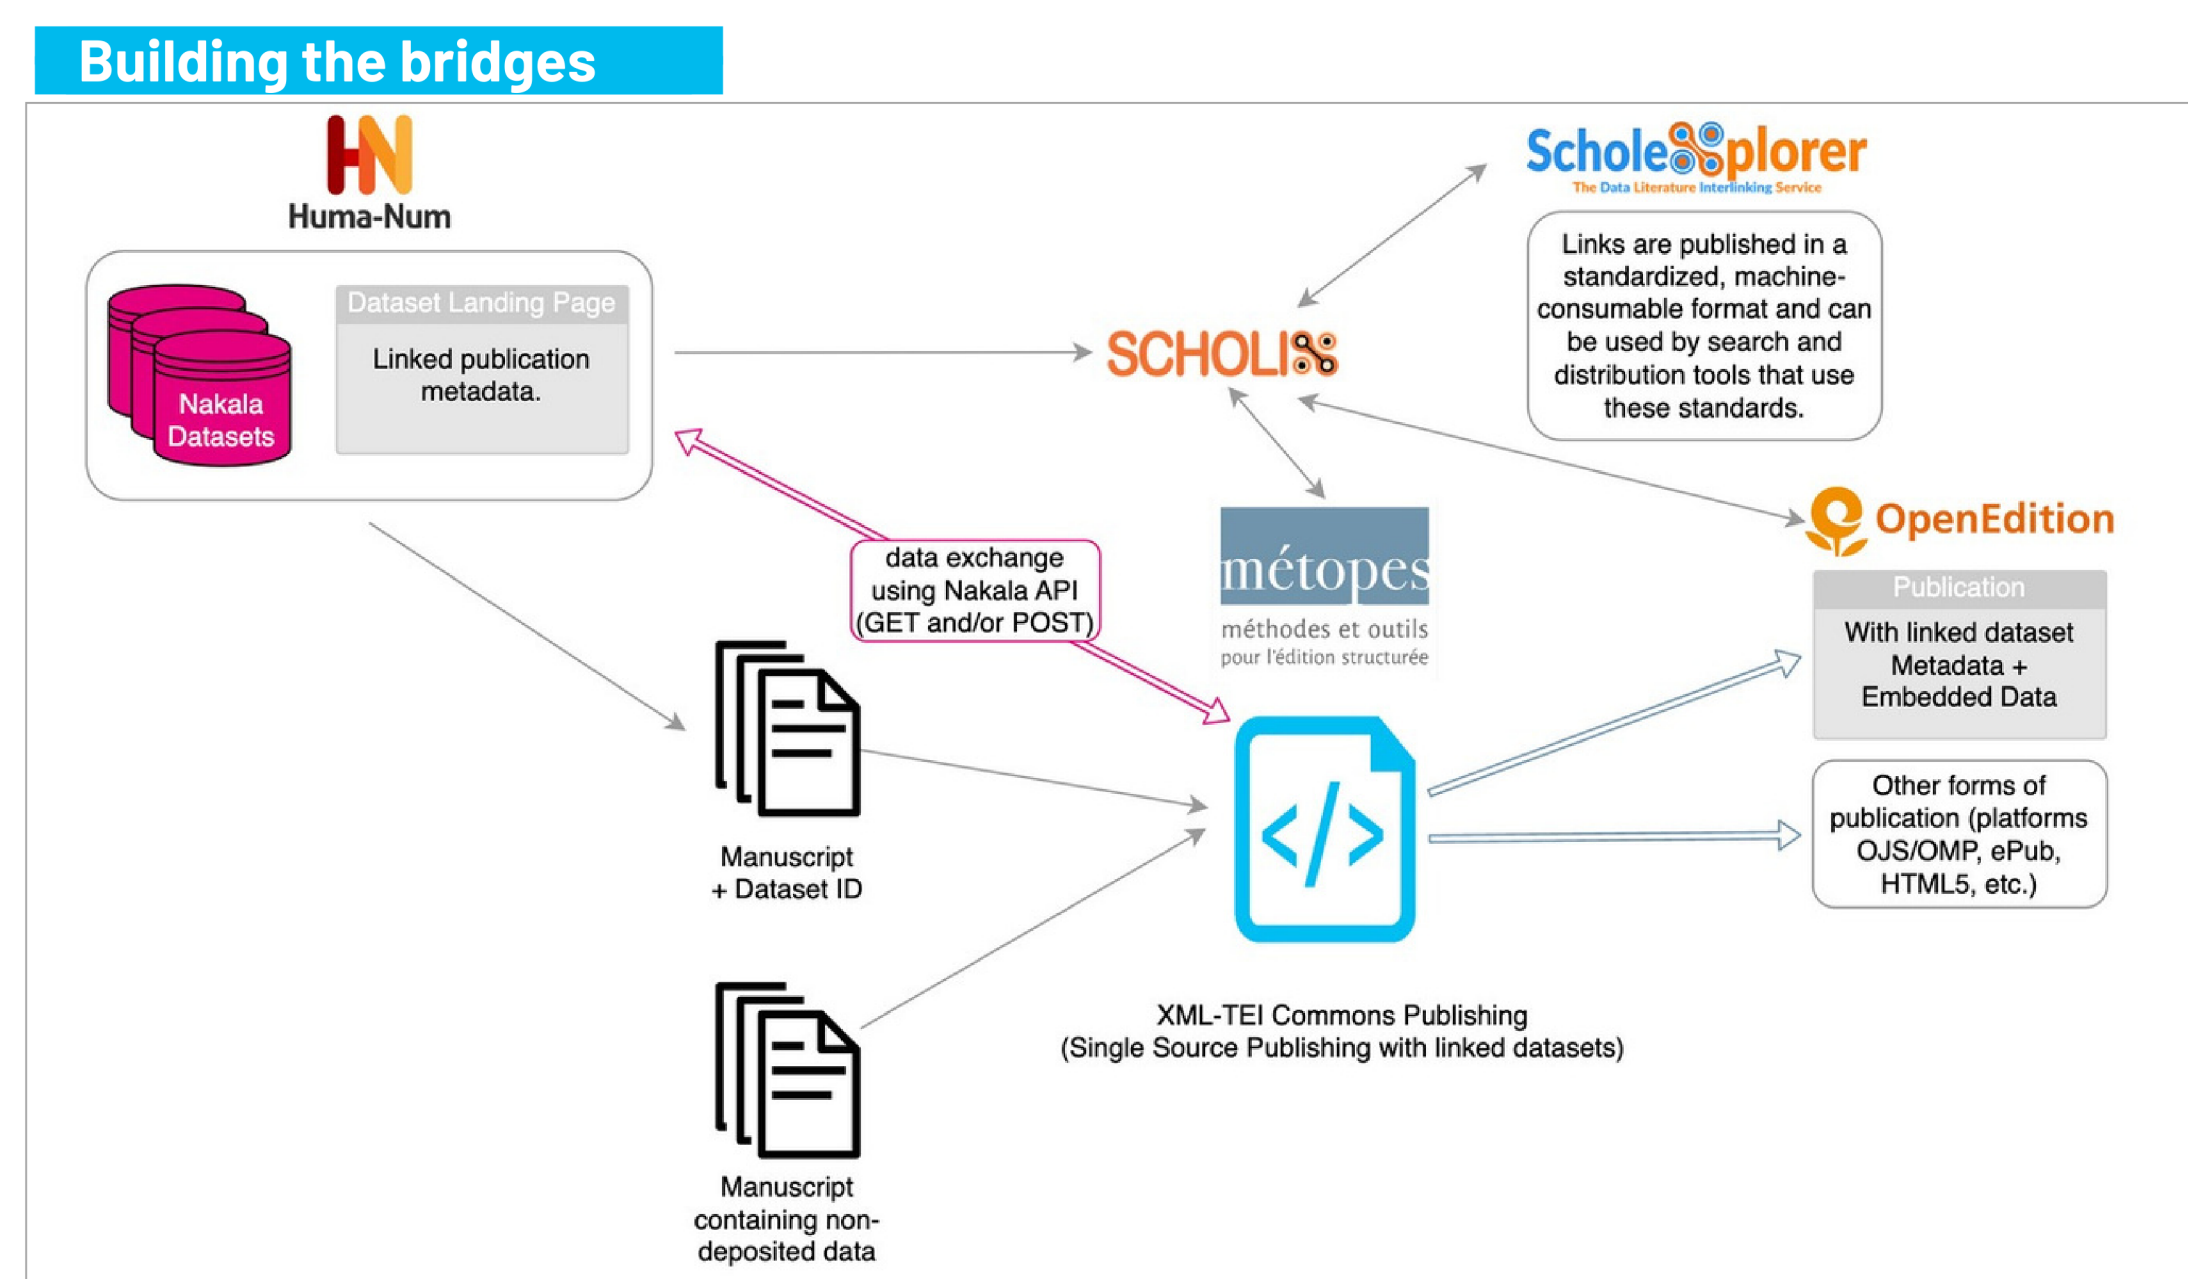 Building the bridges
HN
Huma-Num
Nakala
Datasets
Dataset Landing Page
Linked publication
metadata.
SCHOLIX
ScholeXplorer
The Data Literature Interlinking Service
Links are published in a
standardized, machine-
consumable format and can
be used by search and
distribution tools that use
these standards.
data exchange
using Nakala API
(GET and/or POST)
métopes
méthodes et outils
pour l'édition structurée
OpenEdition
Publication
With linked dataset
Metadata +
Embedded Data
Other forms of
publication (platforms
OJS/OMP, ePub,
HTML5, etc.)
Manuscript
+ Dataset ID
</>
XML-TEI Commons Publishing
(Single Source Publishing with linked datasets)
Manuscript
containing non-
deposited data